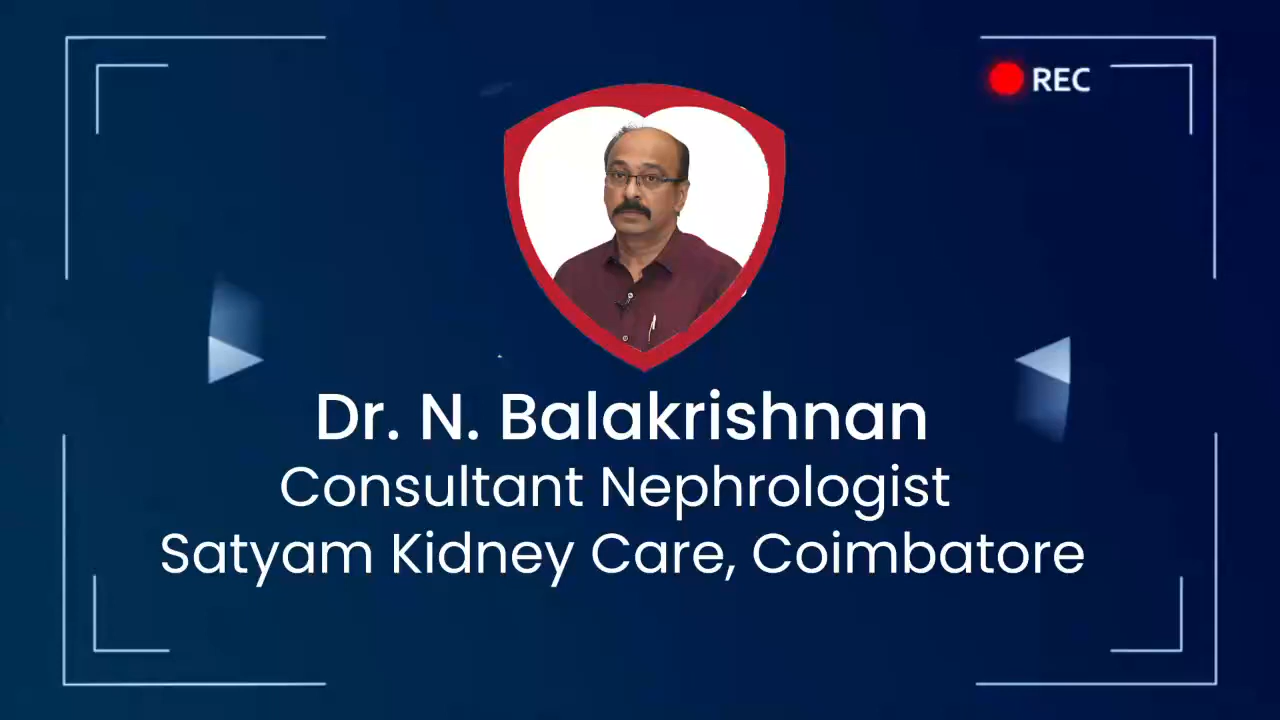 REC
Dr. N. Balakrishnan
Consultant Nephrologist
Satyam Kidney Care, Coimbatore